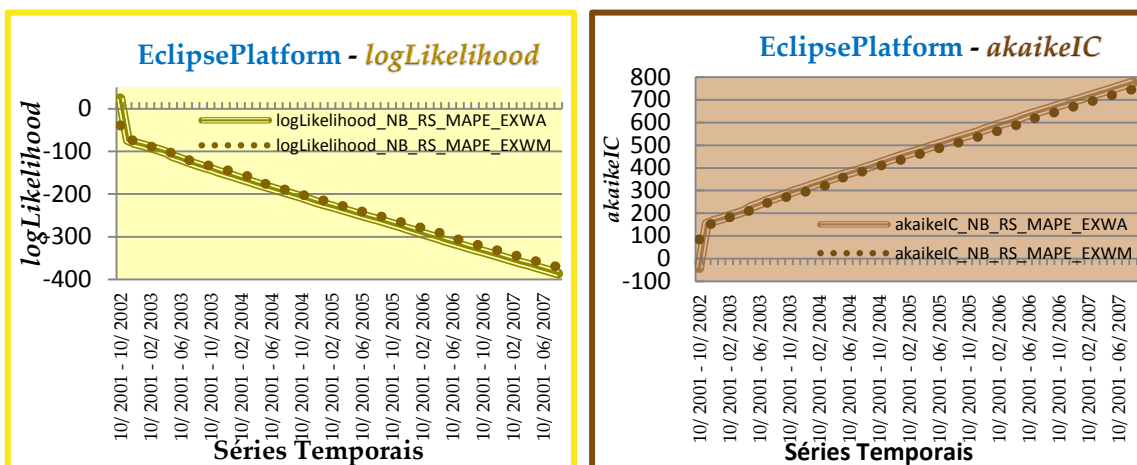 EclipsePlatform - logLikelihood
logLikelihood
0
-100
-200
-300
-400
logLikelihood_NB_RS_MAPE_EXWA
logLikelihood_NB_RS_MAPE_EXWM
10/ 2001 - 10/ 2002
10/ 2001 - 02/ 2003
10/ 2001 - 06/ 2003
10/ 2001 - 10/ 2003
10/ 2001 - 02/ 2004
10/ 2001 - 06/ 2004
10/ 2001 - 10/ 2004
10/ 2001 - 02/ 2005
10/ 2001 - 06/ 2005
10/ 2001 - 10/ 2005
10/ 2001 - 02/ 2006
10/ 2001 - 06/ 2006
10/ 2001 - 10/ 2006
10/ 2001 - 02/ 2007
10/ 2001 - 06/ 2007
Séries Temporais
EclipsePlatform - akaikeIC
akaikeIC
800
700
600
500
400
300
200
100
0
-100
akaikeIC_NB_RS_MAPE_EXWA
akaikeIC_NB_RS_MAPE_EXWM
10/ 2001 - 10/ 2002
10/ 2001 - 02/ 2003
10/ 2001 - 06/ 2003
10/ 2001 - 10/ 2003
10/ 2001 - 02/ 2004
10/ 2001 - 06/ 2004
10/ 2001 - 10/ 2004
10/ 2001 - 02/ 2005
10/ 2001 - 06/ 2005
10/ 2001 - 10/ 2005
10/ 2001 - 02/ 2006
10/ 2001 - 06/ 2006
10/ 2001 - 10/ 2006
10/ 2001 - 02/ 2007
10/ 2001 - 06/ 2007
Séries Temporais